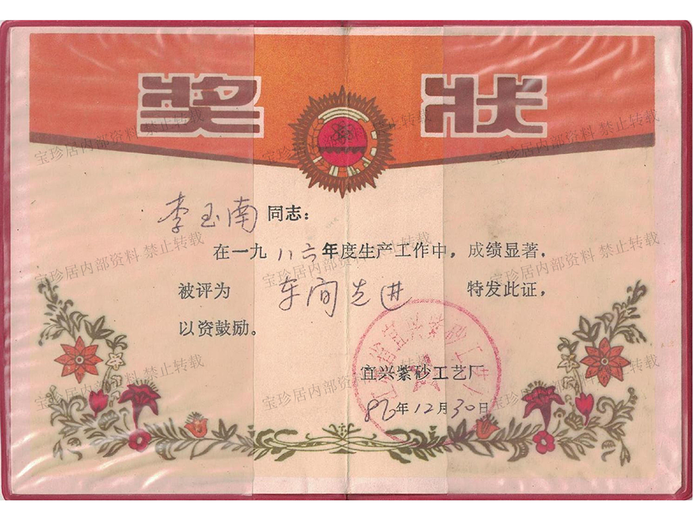 奖状
李玉南同志：
在一九八六年度生产工作中，成绩显著，
被评为 车间先进 特发此证，
以资鼓励。
宜兴紫砂工艺厂
86年12月30日
宝珍居内部资料 禁止转载